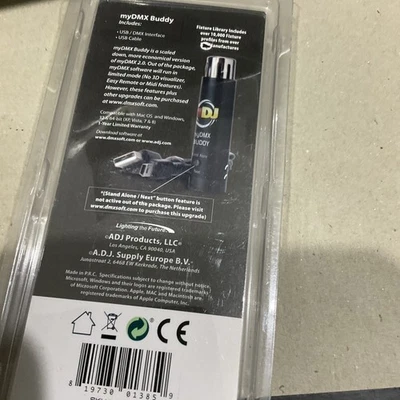 myDMX Buddy
Includes:
• USB / DMX Interface
• USB Cable
Fixture Library Includes
over 10,000 Fixture
profiles from over
manufactures
myDMX Buddy is a scaled
down, more economical version
of myDMX 2.0. Out of the package,
myDMX software will run in
limited mode (No 3D visualizer,
Easy Remote or Midi features).
However, these features plus
other upgrades can be purchased
at www.dmxsoft.com
Compatible with Mac OS and Windows,
32 & 64-bit (XP, Vista, 7 & 8)
1-Year Limited Warranty
Download software at
www.dmxsoft.com or www.adj.com
ADJ
myDMX
BUDDY
*(Stand Alone / Next" button feature is
not active out of the package. Please visit
www.dmxsoft.com to purchase this upgrade)
Lighting the Future
ADJ Products, LLC
Los Angeles, CA 90040, USA
A.D.J. Supply Europe B.V.
Junostraat 2, 6468 EW Kerkrade, The Netherlands
Made in P.R.C. Specifications subject to change without notice.
Microsoft, Windows and their logos are registered trademarks
of Microsoft Corporation. Apple, MAC and Macintosh are
registered trademarks of Apple Computer, Inc.
CE
8 19730 01385 9